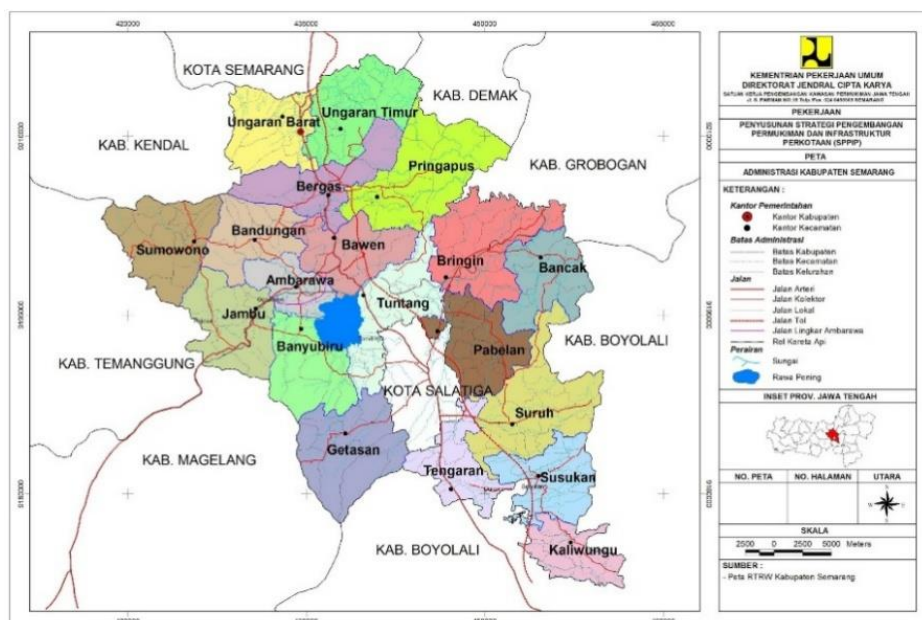 KOTA SEMARANG
Ungaran Barat
Ungaran Timur
KAB. DEMAK
KAB. KENDAL
Pringapus
KAB. GROBOGAN
Bergas
Sumowono
Bandungan
Bawen
Bringin
Bancak
Ambarawa
Tuntang
Jambu
Banyubiru
Pabelan
KAB. BOYOLALI
KAB. TEMANGGUNG
KOTA SALATIGA
Suruh
Getasan
KAB. MAGELANG
Tengaran
Susukan
KAB. BOYOLALI
Kaliwungu
KEMENTRIAN PEKERJAAN UMUM
DIREKTORAT JENDRAL CIPTA KARYA
PEKERJAAN
PENYUSUNAN STRATEGI PENGEMBANGAN
PERMUKIMAN DAN INFRASTRUKTUR
PERKOTAAN (SPPIP)
PETA
ADMINISTRASI KABUPATEN SEMARANG
KETERANGAN :
Kantor Pemerintahan
Kantor Kabupaten
Kantor Kecamatan
Batas Administrasi
Batas Kabupaten
Batas Kecamatan
Batas Kelurahan
Jalan
Jalan Arteri
Jalan Kolektor
Jalan Lokal
Jalan Tol
Jalan Lingkar Ambarawa
Rel Kereta Api
Perairan
Sungai
Rawa Pening
INSET PROV. JAWA TENGAH
NO. PETA NO. HALAMAN UTARA
SKALA
2500 0 2500 5000 Meters
SUMBER :
- Peta RTRW Kabupaten Semarang